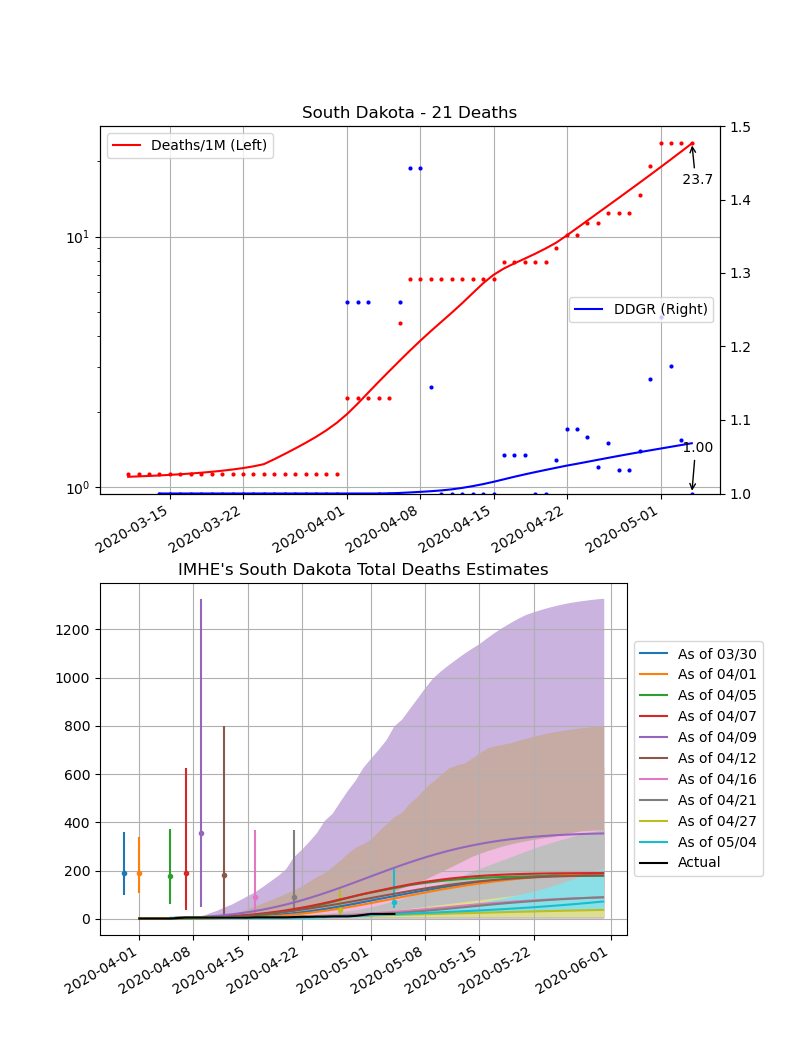 South Dakota - 21 Deaths
Deaths/1M (Left)
DDGR (Right)
23.7
1.00
10¹
10⁰
1.5
1.4
1.3
1.2
1.1
1.0
2020-03-15
2020-03-22
2020-04-01
2020-04-08
2020-04-15
2020-04-22
2020-05-01
IMHE's South Dakota Total Deaths Estimates
1200
1000
800
600
400
200
0
2020-04-01
2020-04-08
2020-04-15
2020-04-22
2020-05-01
2020-05-08
2020-05-15
2020-05-22
2020-06-01
As of 03/30
As of 04/01
As of 04/05
As of 04/07
As of 04/09
As of 04/12
As of 04/16
As of 04/21
As of 04/27
As of 05/04
Actual